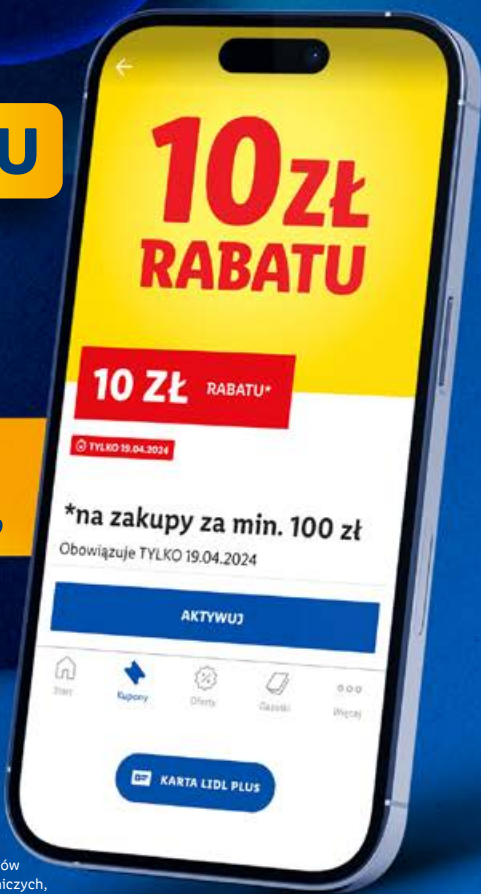 U
10 ZŁ
RABATU
10 ZŁ RABATU*
TYLKO 19.04.2024
*na zakupy za min. 100 zł
Obowiązuje TYLKO 19.04.2024
AKTYWUJ
Start Kupony Oferty Gazetki Więcej
KARTA LIDL PLUS
ów
niczych,